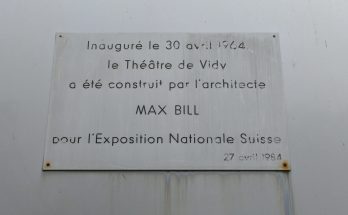 Inauguré le 30 avril 1964
le Théâtre de Vidy
a été construit par l'architecte
MAX BILL
pour l'Exposition Nationale Suisse
27 avril 1984